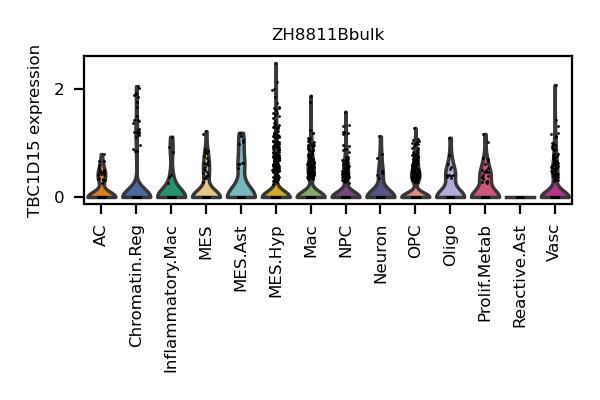 ZH8811Bbulk
TBC1D15 expression
2
0
AC
Chromatin.Reg
Inflammatory.Mac
MES
MES.Ast
MES.Hyp
Mac
NPC
Neuron
OPC
Oligo
Prolif.Metab
Reactive.Ast
Vasc